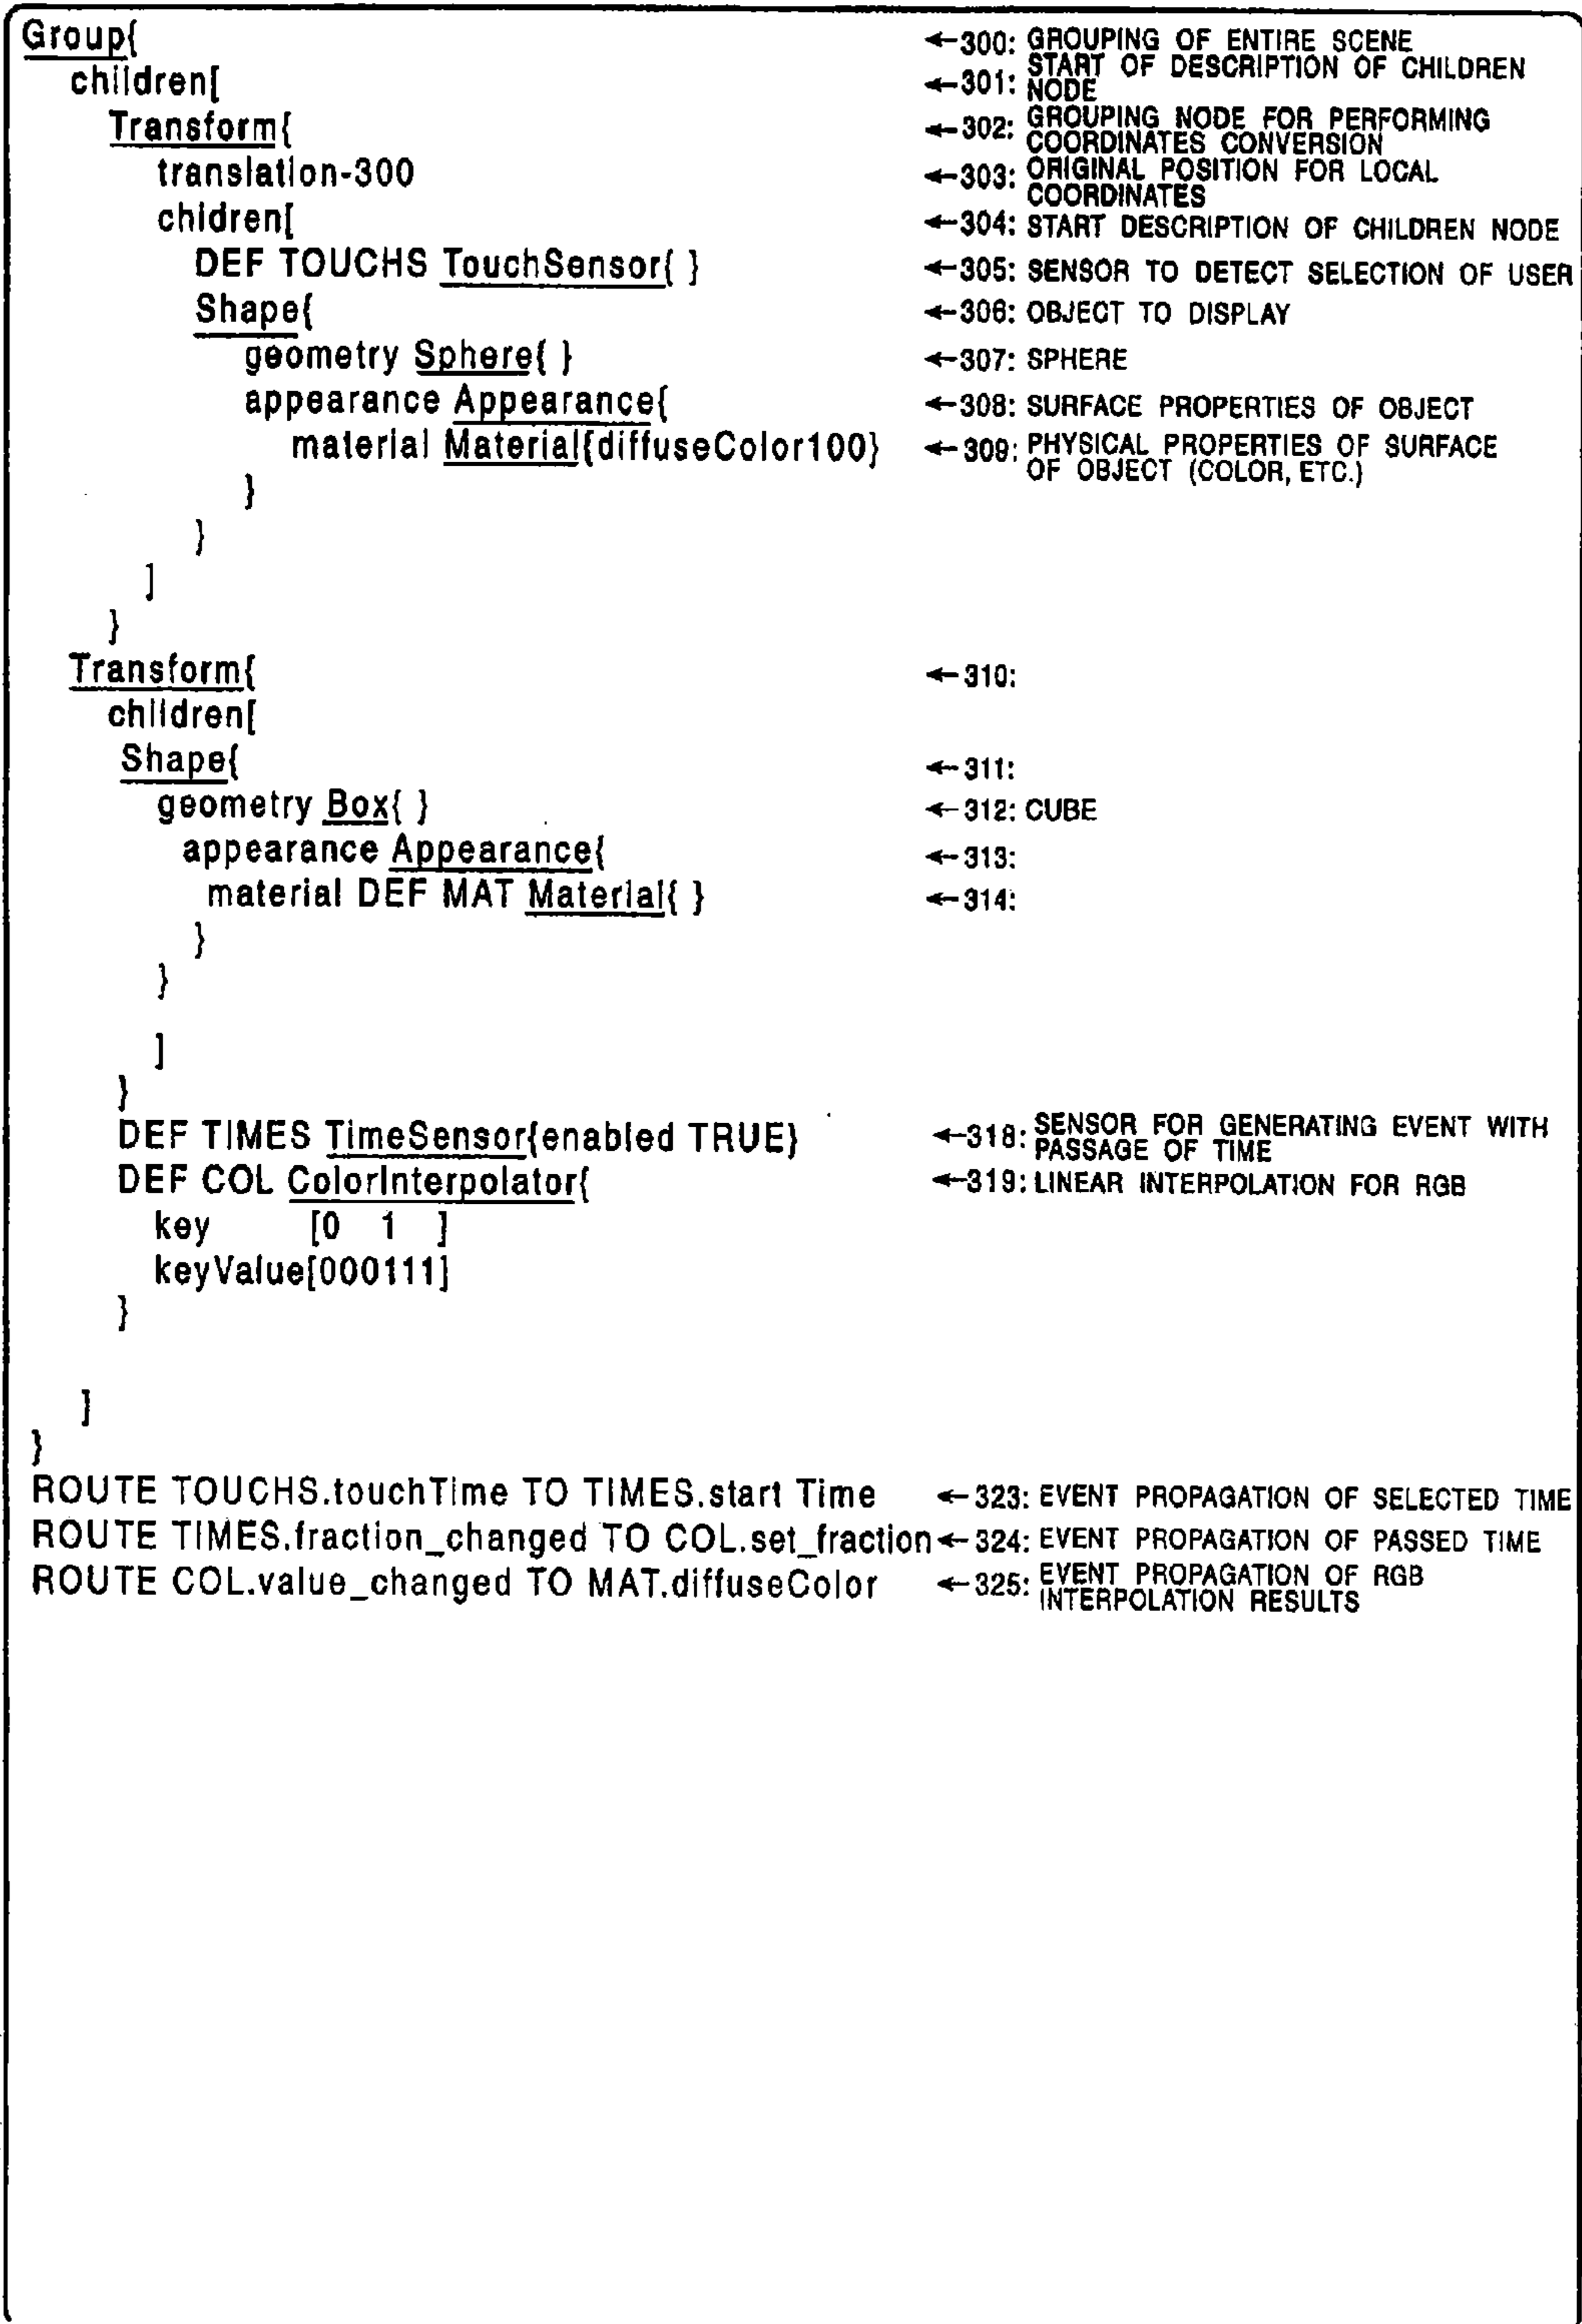 Group{ ←300: GROUPING OF ENTIRE SCENE
children[ ←301: START OF DESCRIPTION OF CHILDREN
NODE
Transform{ ←302: GROUPING NODE FOR PERFORMING
COORDINATES CONVERSION
translation-300 ←303: ORIGINAL POSITION FOR LOCAL
COORDINATES
chldren[ ←304: START DESCRIPTION OF CHILDREN NODE
DEF TOUCHS TouchSensor{ } ←305: SENSOR TO DETECT SELECTION OF USER
Shape{ ←306: OBJECT TO DISPLAY
geometry Sphere{ } ←307: SPHERE
appearance Appearance{ ←308: SURFACE PROPERTIES OF OBJECT
material Material{diffuseColor100} ←309: PHYSICAL PROPERTIES OF SURFACE
OF OBJECT (COLOR, ETC.)
}
}
]
}
Transform{ ←310:
children[
Shape{ ←311:
geometry Box{ } ←312: CUBE
appearance Appearance{ ←313:
material DEF MAT Material{ } ←314:
}
}
]
}
DEF TIMES TimeSensor{enabled TRUE} ←318: SENSOR FOR GENERATING EVENT WITH
PASSAGE OF TIME
DEF COL ColorInterpolator{ ←319: LINEAR INTERPOLATION FOR RGB
key [0 1 ]
keyValue[000111]
}
]
}
ROUTE TOUCHS.touchTime TO TIMES.start Time ←323: EVENT PROPAGATION OF SELECTED TIME
ROUTE TIMES.fraction_changed TO COL.set_fraction ←324: EVENT PROPAGATION OF PASSED TIME
ROUTE COL.value_changed TO MAT.diffuseColor ←325: EVENT PROPAGATION OF RGB
INTERPOLATION RESULTS